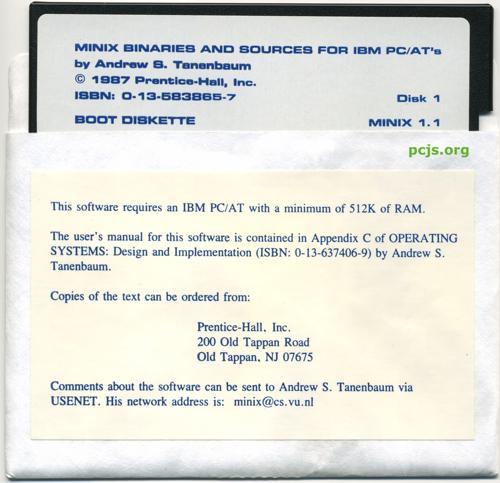 MINIX BINARIES AND SOURCES FOR IBM PC/AT's
by Andrew S. Tanenbaum
© 1987 Prentice-Hall, Inc.
ISBN: 0-13-583865-7 Disk 1
BOOT DISKETTE MINIX 1.1
pcjs.org
This software requires an IBM PC/AT with a minimum of 512K of RAM.
The user's manual for this software is contained in Appendix C of OPERATING
SYSTEMS: Design and Implementation (ISBN: 0-13-637406-9) by Andrew S.
Tanenbaum.
Copies of the text can be ordered from:
Prentice-Hall, Inc.
200 Old Tappan Road
Old Tappan, NJ 07675
Comments about the software can be sent to Andrew S. Tanenbaum via
USENET. His network address is: minix@cs.vu.nl